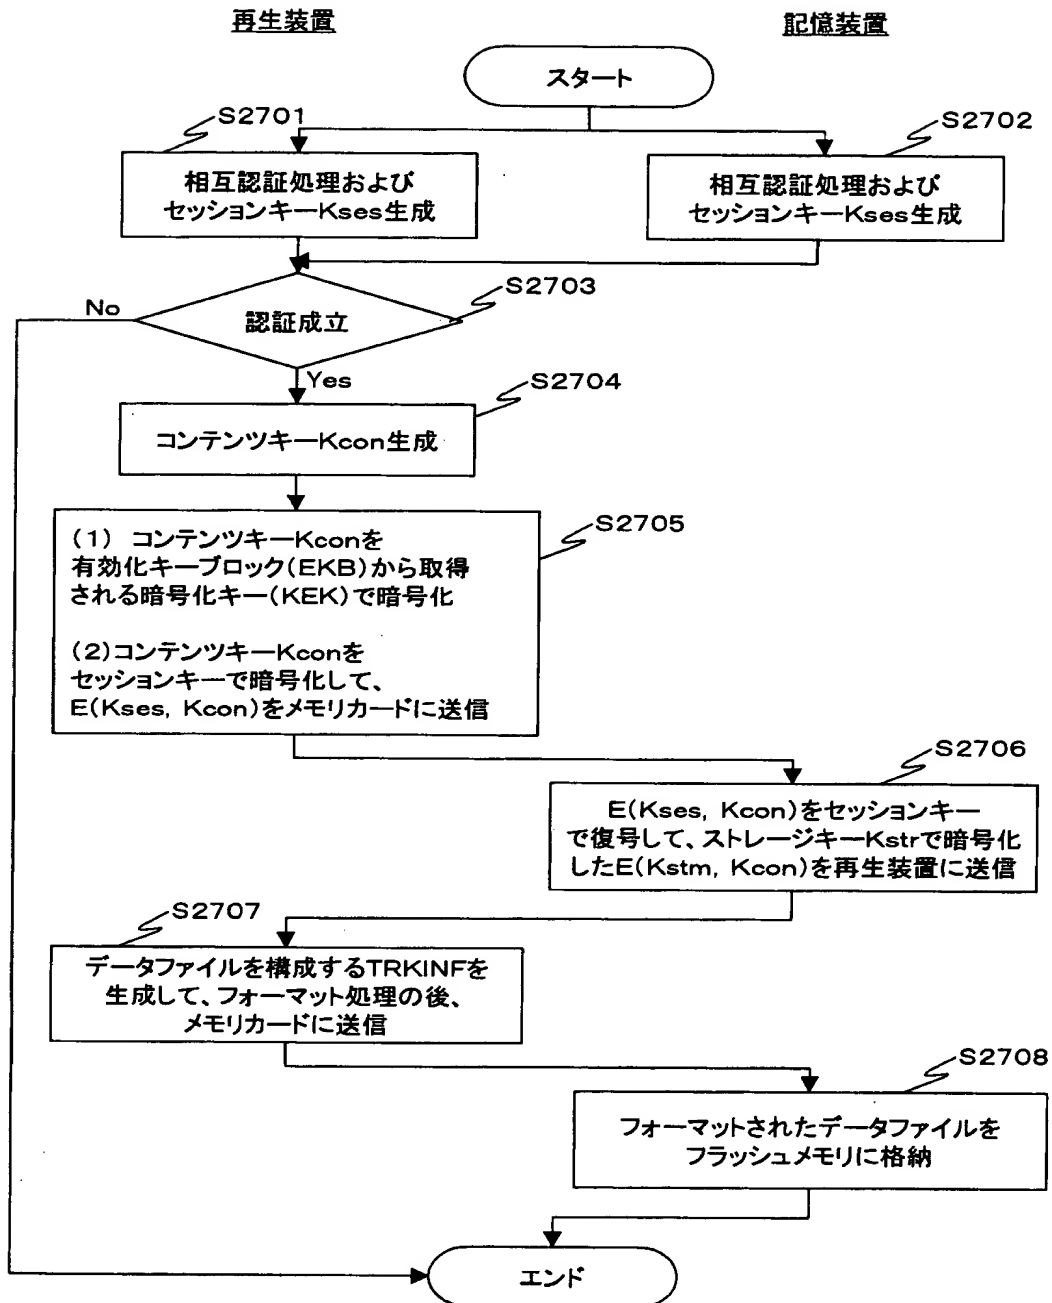 再生装置
記憶装置
スタート
S2701
S2702
相互認証処理および
セッションキーKses生成
相互認証処理および
セッションキーKses生成
S2703
No
認証成立
Yes
S2704
コンテンツキーKcon生成
S2705
(1) コンテンツキーKconを
有効化キーブロック(EKB)から取得
される暗号化キー(KEK)で暗号化
(2)コンテンツキーKconを
セッションキーで暗号化して、
E(Kses, Kcon)をメモリカードに送信
S2706
E(Kses, Kcon)をセッションキー
で復号して、ストレージキーKstrで暗号化
したE(Kstm, Kcon)を再生装置に送信
S2707
データファイルを構成するTRKINFを
生成して、フォーマット処理の後、
メモリカードに送信
S2708
フォーマットされたデータファイルを
フラッシュメモリに格納
エンド